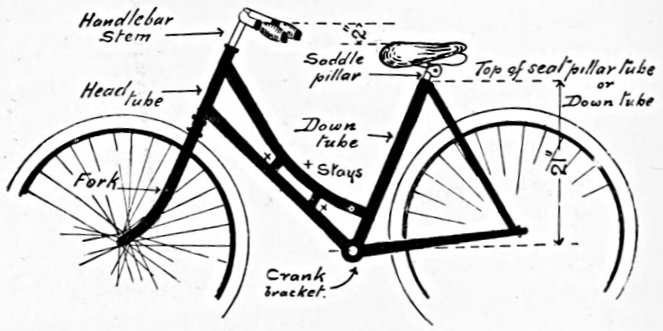 Handlebar
Stem
2"
Saddle
pillar
Top of seat pillar tube
or
Down tube
Head
tube
Down
tube
+ Stays
21"
Fork
Crank
bracket.